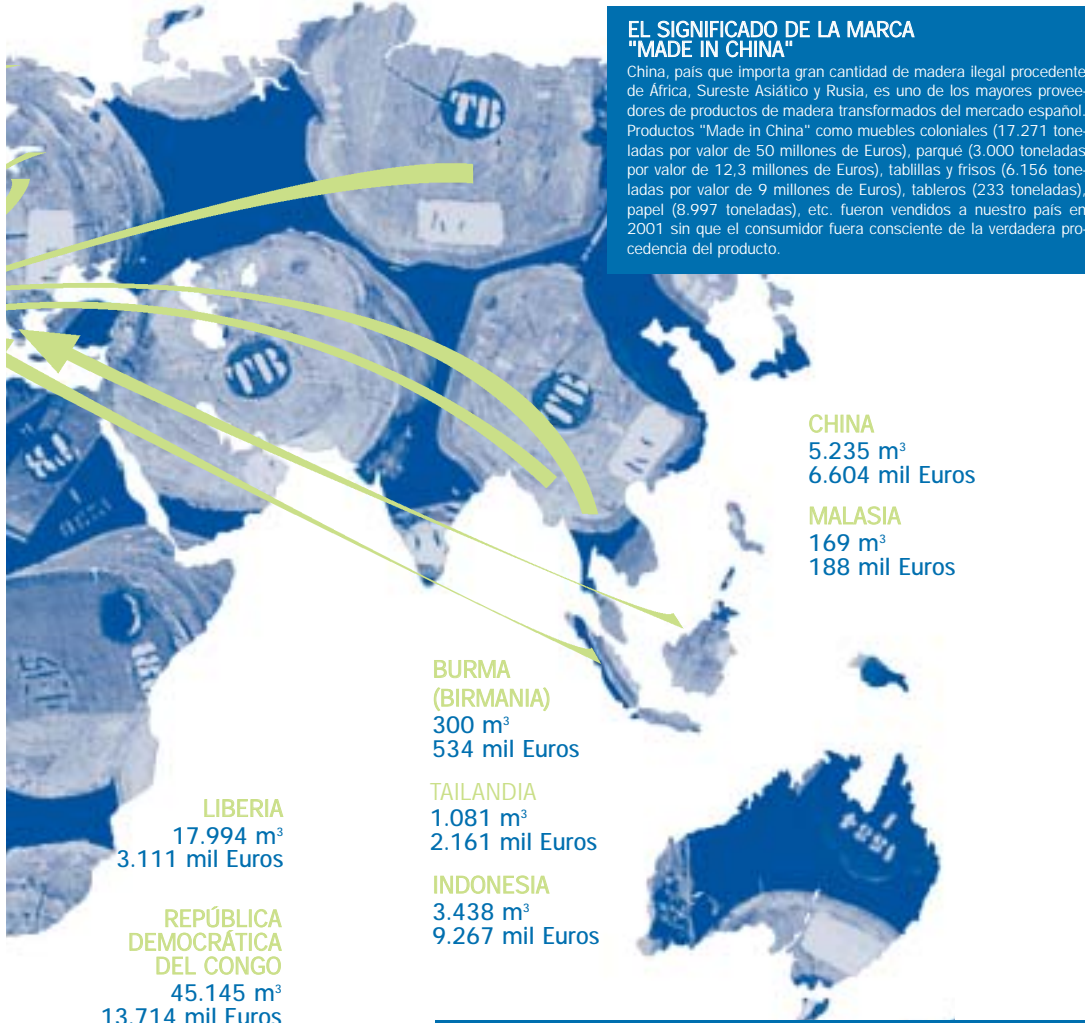 EL SIGNIFICADO DE LA MARCA
"MADE IN CHINA"
China, país que importa gran cantidad de madera ilegal procedente
de África, Sureste Asiático y Rusia, es uno de los mayores provee-
dores de productos de madera transformados del mercado español.
Productos "Made in China" como muebles coloniales (17.271 tone-
ladas por valor de 50 millones de Euros), parqué (3.000 toneladas
por valor de 12,3 millones de Euros), tablillas y frisos (6.156 tone-
ladas por valor de 9 millones de Euros), tableros (233 toneladas),
papel (8.997 toneladas), etc. fueron vendidos a nuestro país en
2001 sin que el consumidor fuera consciente de la verdadera pro-
cedencia del producto.
TB
TB
TB
CHINA
5.235 m³
6.604 mil Euros
MALASIA
169 m³
188 mil Euros
BURMA
(BIRMANIA)
300 m³
534 mil Euros
TAILANDIA
1.081 m³
2.161 mil Euros
INDONESIA
3.438 m³
9.267 mil Euros
LIBERIA
17.994 m³
3.111 mil Euros
REPÚBLICA
DEMOCRÁTICA
DEL CONGO
45.145 m³
13.714 mil Euros